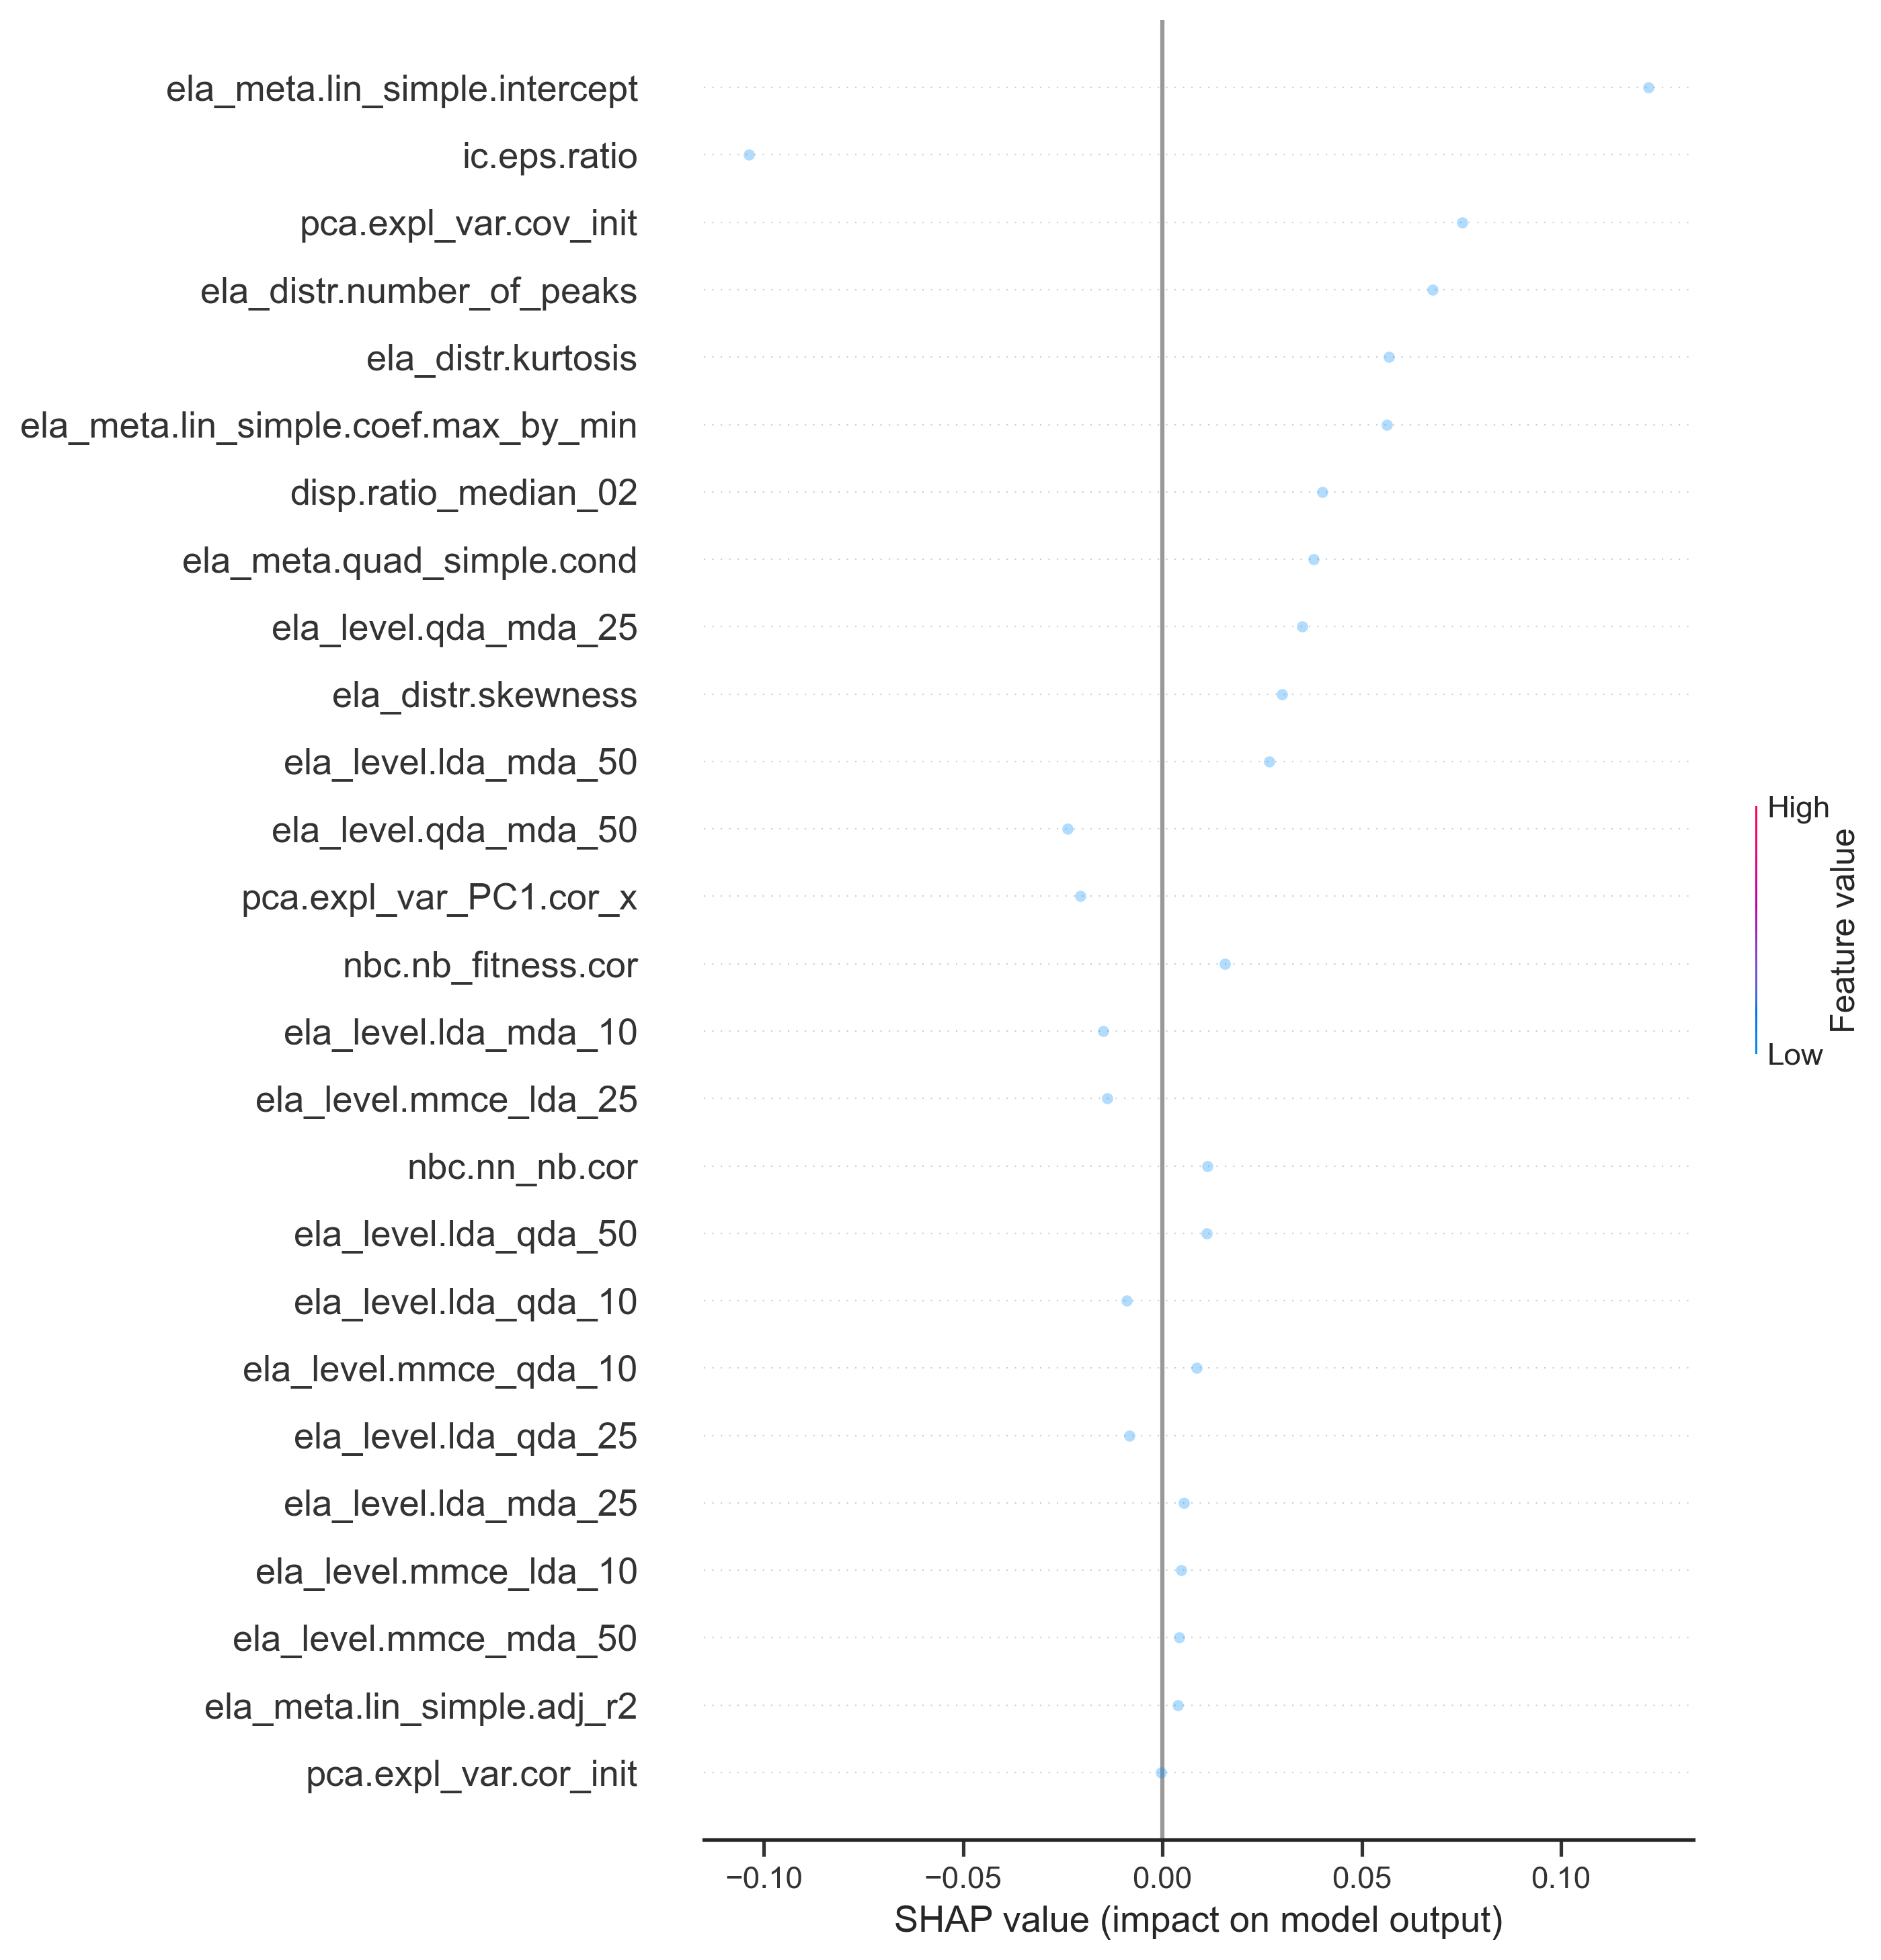 ela_meta.lin_simple.intercept
ic.eps.ratio
pca.expl_var.cov_init
ela_distr.number_of_peaks
ela_distr.kurtosis
ela_meta.lin_simple.coef.max_by_min
disp.ratio_median_02
ela_meta.quad_simple.cond
ela_level.qda_mda_25
ela_distr.skewness
ela_level.lda_mda_50
ela_level.qda_mda_50
pca.expl_var_PC1.cor_x
nbc.nb_fitness.cor
ela_level.lda_mda_10
ela_level.mmce_lda_25
nbc.nn_nb.cor
ela_level.lda_qda_50
ela_level.lda_qda_10
ela_level.mmce_qda_10
ela_level.lda_qda_25
ela_level.lda_mda_25
ela_level.mmce_lda_10
ela_level.mmce_mda_50
ela_meta.lin_simple.adj_r2
pca.expl_var.cor_init
−0.10 −0.05 0.00 0.05 0.10
SHAP value (impact on model output)
High
Feature value
Low